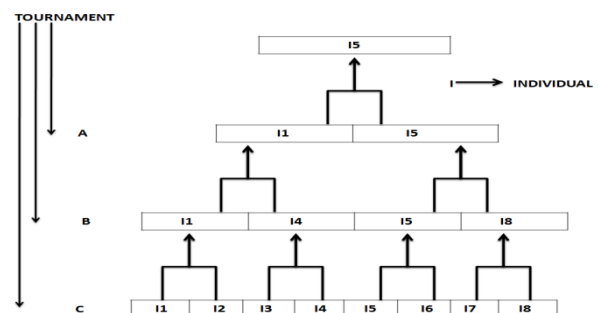 TOURNAMENT
I5
I INDIVIDUAL
A I1 I5
B I1 I4 I5 I8
C I1 I2 I3 I4 I5 I6 I7 I8